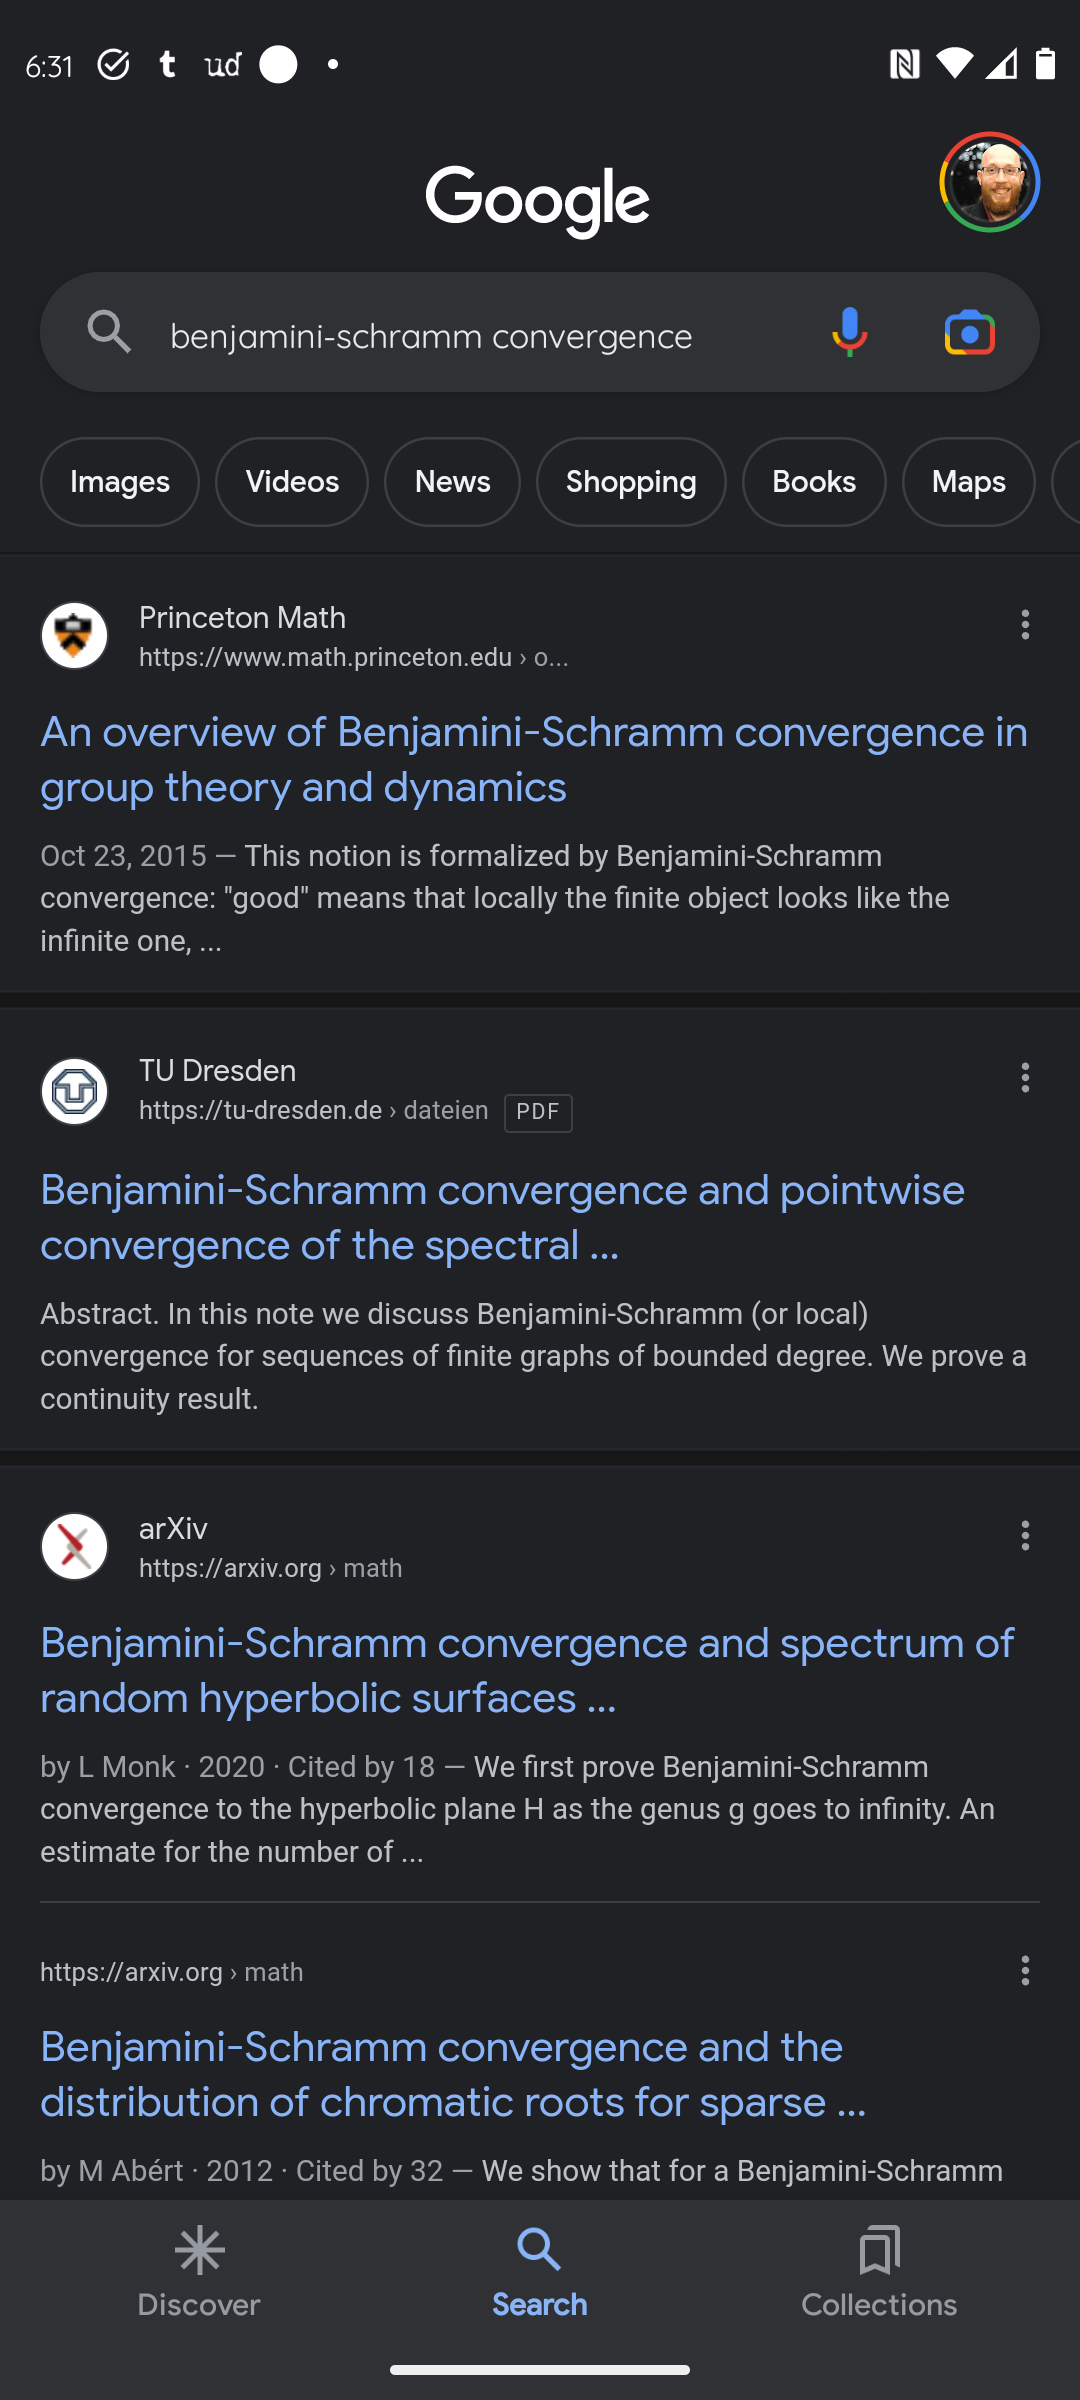 6:31 t ud
Google
benjamini-schramm convergence
Images Videos News Shopping Books Maps
Princeton Math
https://www.math.princeton.edu › o...
An overview of Benjamini-Schramm convergence in
group theory and dynamics
Oct 23, 2015 — This notion is formalized by Benjamini-Schramm
convergence: "good" means that locally the finite object looks like the
infinite one, ...
TU Dresden
https://tu-dresden.de › dateien PDF
Benjamini-Schramm convergence and pointwise
convergence of the spectral ...
Abstract. In this note we discuss Benjamini-Schramm (or local)
convergence for sequences of finite graphs of bounded degree. We prove a
continuity result.
arXiv
https://arxiv.org › math
Benjamini-Schramm convergence and spectrum of
random hyperbolic surfaces ...
by L Monk · 2020 · Cited by 18 — We first prove Benjamini-Schramm
convergence to the hyperbolic plane H as the genus g goes to infinity. An
estimate for the number of ...
https://arxiv.org › math
Benjamini-Schramm convergence and the
distribution of chromatic roots for sparse ...
by M Abért · 2012 · Cited by 32 — We show that for a Benjamini-Schramm
Discover Search Collections